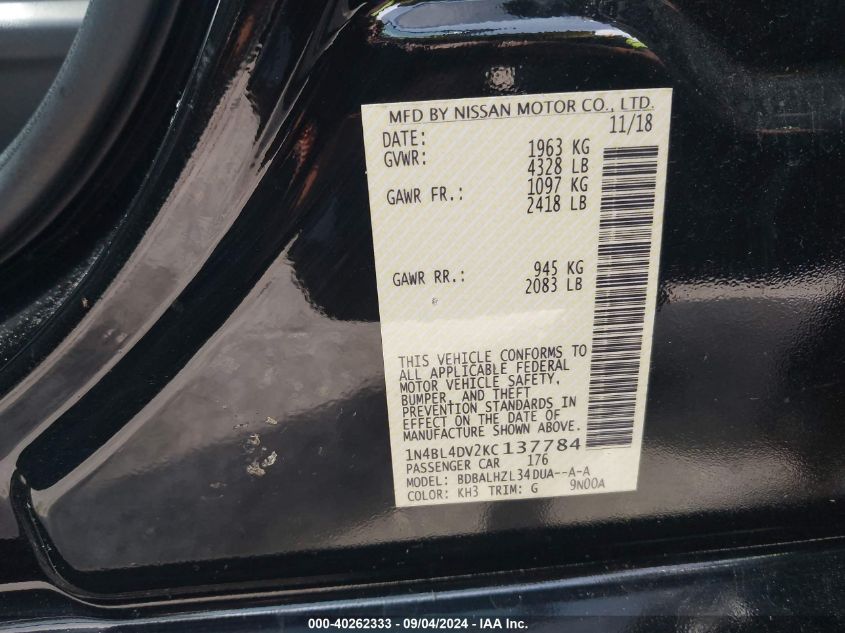 MFD BY NISSAN MOTOR CO., LTD.
DATE: 11/18
GVWR: 1963 KG
4328 LB
GAWR FR.: 1097 KG
2418 LB
GAWR RR.: 945 KG
2083 LB
THIS VEHICLE CONFORMS TO
ALL APPLICABLE FEDERAL
MOTOR VEHICLE SAFETY,
BUMPER, AND THEFT
PREVENTION STANDARDS IN
EFFECT ON THE DATE OF
MANUFACTURE SHOWN ABOVE.
1N4BL4DV2KC137784
PASSENGER CAR 176
MODEL: BDBALHZL34DUA--A-A
COLOR: KH3 TRIM: G 9N00A
000-40262333 - 09/04/2024 - IAA Inc.